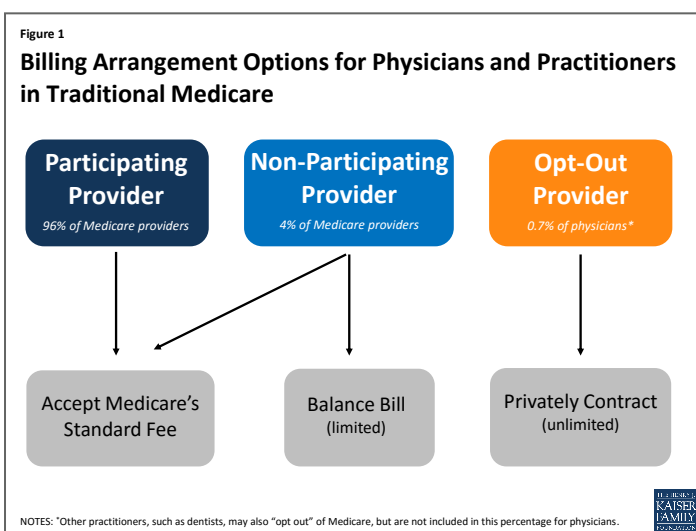 Figure 1
Billing Arrangement Options for Physicians and Practitioners
in Traditional Medicare
Participating
Provider
96% of Medicare providers
Non-Participating
Provider
4% of Medicare providers
Opt-Out
Provider
0.7% of physicians*
Accept Medicare’s
Standard Fee
Balance Bill
(limited)
Privately Contract
(unlimited)
NOTES: *Other practitioners, such as dentists, may also “opt out” of Medicare, but are not included in this percentage for physicians.
THE HENRY J.
KAISER
FAMILY
FOUNDATION